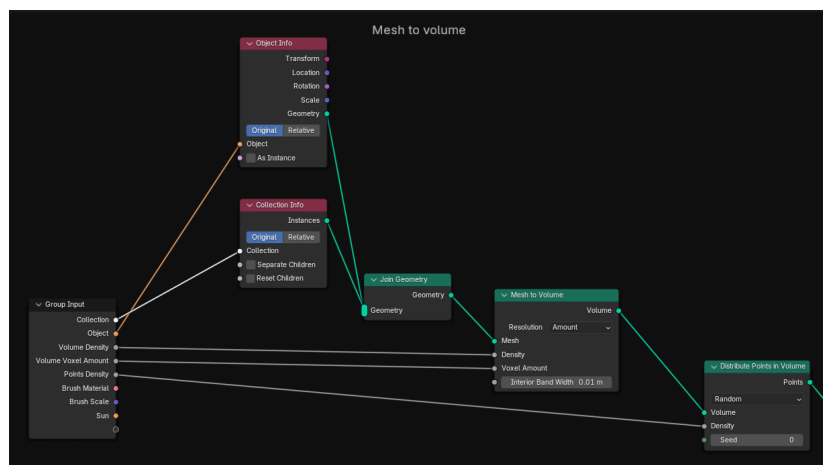 Mesh to volume
Object Info
Transform
Location
Rotation
Scale
Geometry
Original Relative
Object
As Instance
Collection Info
Instances
Original Relative
Collection
Separate Children
Reset Children
Group Input
Collection
Object
Volume Density
Volume Voxel Amount
Points Density
Brush Material
Brush Scale
Sun
Join Geometry
Geometry
Geometry
Mesh to Volume
Volume
Resolution Amount
Mesh
Density
Voxel Amount
Interior Band Width 0.01 m
Distribute Points in Volume
Points
Random
Volume
Density
Seed 0